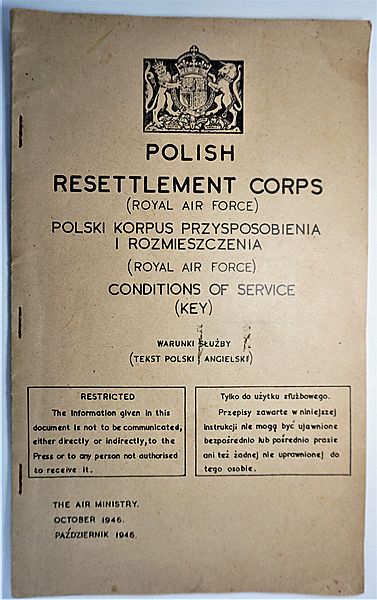 POLISH
RESETTLEMENT CORPS
(ROYAL AIR FORCE)
POLSKI KORPUS PRZYSPOSOBIENIA
I ROZMIESZCZENIA
(ROYAL AIR FORCE)
CONDITIONS OF SERVICE
(KEY)
WARUNKI SŁUŻBY
(TEKST POLSKI I ANGIELSKI)
RESTRICTED
The Information given in this
document is not to be communicated,
either directly or indirectly, to the
Press or to any person not authorised
to receive it.
Tylko do użytku służbowego.
Przepisy zawarte w niniejszej
Instrukcji nie mogą być ujawnione
bezpośrednio lub pośrednio prasie
ani też żadnej nie uprawnionej do
tego osobie.
THE AIR MINISTRY.
OCTOBER 1946.
PAŹDZIERNIK 1946.